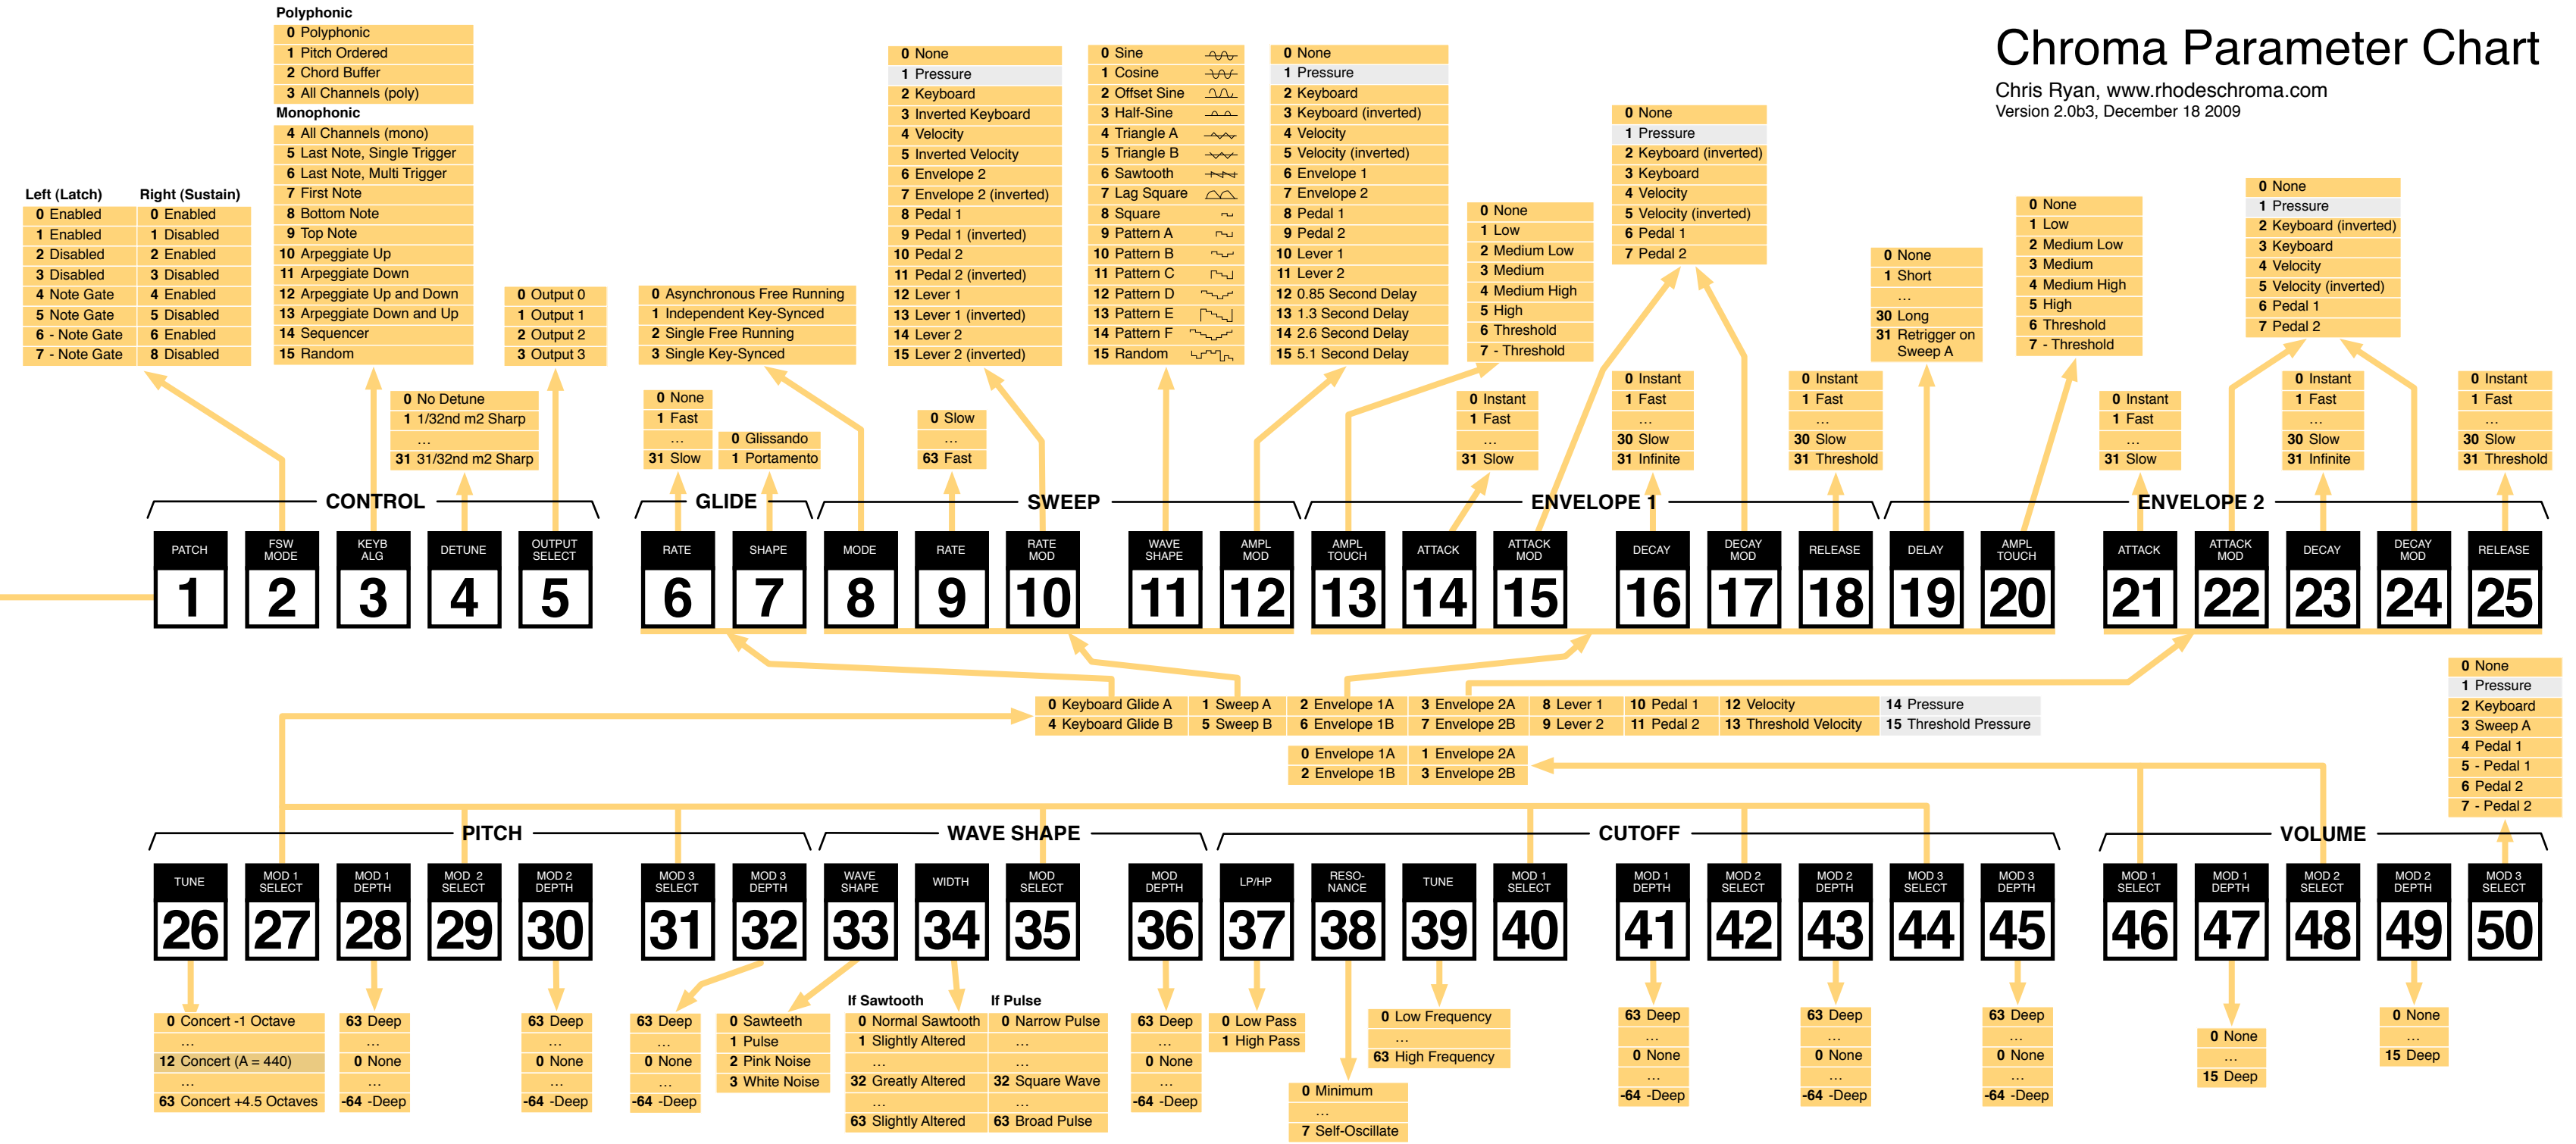 Chroma Parameter Chart
Chris Ryan, www.rhodeschroma.com
Version 2.0b3, December 18 2009
Left (Latch)
0 Enabled
1 Enabled
2 Disabled
3 Disabled
4 Note Gate
5 Note Gate
6 - Note Gate
7 - Note Gate
Right (Sustain)
0 Enabled
1 Disabled
2 Enabled
3 Disabled
4 Enabled
5 Disabled
6 Enabled
8 Disabled
Polyphonic
0 Polyphonic
1 Pitch Ordered
2 Chord Buffer
3 All Channels (poly)
Monophonic
4 All Channels (mono)
5 Last Note, Single Trigger
6 Last Note, Multi Trigger
7 First Note
8 Bottom Note
9 Top Note
10 Arpeggiate Up
11 Arpeggiate Down
12 Arpeggiate Up and Down
13 Arpeggiate Down and Up
14 Sequencer
15 Random
0 No Detune
1 1/32nd m2 Sharp
...
31 31/32nd m2 Sharp
0 Output 0
1 Output 1
2 Output 2
3 Output 3
0 None
1 Fast
...
31 Slow
0 Glissando
1 Portamento
0 Asynchronous Free Running
1 Independent Key-Synced
2 Single Free Running
3 Single Key-Synced
0 Slow
...
63 Fast
0 None
1 Pressure
2 Keyboard
3 Inverted Keyboard
4 Velocity
5 Inverted Velocity
6 Envelope 2
7 Envelope 2 (inverted)
8 Pedal 1
9 Pedal 1 (inverted)
10 Pedal 2
11 Pedal 2 (inverted)
12 Lever 1
13 Lever 1 (inverted)
14 Lever 2
15 Lever 2 (inverted)
0 Sine
1 Cosine
2 Offset Sine
3 Half-Sine
4 Triangle A
5 Triangle B
6 Sawtooth
7 Lag Square
8 Square
9 Pattern A
10 Pattern B
11 Pattern C
12 Pattern D
13 Pattern E
14 Pattern F
15 Random
0 None
1 Pressure
2 Keyboard
3 Keyboard (inverted)
4 Velocity
5 Velocity (inverted)
6 Envelope 1
7 Envelope 2
8 Pedal 1
9 Pedal 2
10 Lever 1
11 Lever 2
12 0.85 Second Delay
13 1.3 Second Delay
14 2.6 Second Delay
15 5.1 Second Delay
0 None
1 Low
2 Medium Low
3 Medium
4 Medium High
5 High
6 Threshold
7 - Threshold
0 Instant
1 Fast
...
31 Slow
0 None
1 Pressure
2 Keyboard (inverted)
3 Keyboard
4 Velocity
5 Velocity (inverted)
6 Pedal 1
7 Pedal 2
0 Instant
1 Fast
...
30 Slow
31 Infinite
0 Instant
1 Fast
...
30 Slow
31 Threshold
0 None
1 Short
...
30 Long
31 Retrigger on
Sweep A
0 None
1 Low
2 Medium Low
3 Medium
4 Medium High
5 High
6 Threshold
7 - Threshold
0 Instant
1 Fast
...
31 Slow
0 None
1 Pressure
2 Keyboard (inverted)
3 Keyboard
4 Velocity
5 Velocity (inverted)
6 Pedal 1
7 Pedal 2
0 Instant
1 Fast
...
30 Slow
31 Infinite
0 Instant
1 Fast
...
30 Slow
31 Threshold
CONTROL
GLIDE
SWEEP
ENVELOPE 1
ENVELOPE 2
PATCH
1
FSW
MODE
2
KEYB
ALG
3
DETUNE
4
OUTPUT
SELECT
5
RATE
6
SHAPE
7
MODE
8
RATE
9
RATE
MOD
10
WAVE
SHAPE
11
AMPL
MOD
12
AMPL
TOUCH
13
ATTACK
14
ATTACK
MOD
15
DECAY
16
DECAY
MOD
17
RELEASE
18
DELAY
19
AMPL
TOUCH
20
ATTACK
21
ATTACK
MOD
22
DECAY
23
DECAY
MOD
24
RELEASE
25
0 Keyboard Glide A 1 Sweep A 2 Envelope 1A 3 Envelope 2A 8 Lever 1 10 Pedal 1 12 Velocity 14 Pressure
4 Keyboard Glide B 5 Sweep B 6 Envelope 1B 7 Envelope 2B 9 Lever 2 11 Pedal 2 13 Threshold Velocity 15 Threshold Pressure
0 Envelope 1A 1 Envelope 2A
2 Envelope 1B 3 Envelope 2B
0 None
1 Pressure
2 Keyboard
3 Sweep A
4 Pedal 1
5 - Pedal 1
6 Pedal 2
7 - Pedal 2
PITCH
WAVE SHAPE
CUTOFF
VOLUME
TUNE
26
MOD 1
SELECT
27
MOD 1
DEPTH
28
MOD 2
SELECT
29
MOD 2
DEPTH
30
MOD 3
SELECT
31
MOD 3
DEPTH
32
WAVE
SHAPE
33
WIDTH
34
MOD
SELECT
35
MOD
DEPTH
36
LP/HP
37
RESO-
NANCE
38
TUNE
39
MOD 1
SELECT
40
MOD 1
DEPTH
41
MOD 2
SELECT
42
MOD 2
DEPTH
43
MOD 3
SELECT
44
MOD 3
DEPTH
45
MOD 1
SELECT
46
MOD 1
DEPTH
47
MOD 2
SELECT
48
MOD 2
DEPTH
49
MOD 3
SELECT
50
0 Concert -1 Octave
...
12 Concert (A = 440)
...
63 Concert +4.5 Octaves
63 Deep
...
0 None
...
-64 -Deep
63 Deep
...
0 None
...
-64 -Deep
63 Deep
...
0 None
...
-64 -Deep
0 Sawteeth
1 Pulse
2 Pink Noise
3 White Noise
If Sawtooth
0 Normal Sawtooth
1 Slightly Altered
...
32 Greatly Altered
...
63 Slightly Altered
If Pulse
0 Narrow Pulse
...
...
32 Square Wave
...
63 Broad Pulse
63 Deep
...
0 None
...
-64 -Deep
0 Low Pass
1 High Pass
0 Minimum
...
7 Self-Oscillate
0 Low Frequency
...
63 High Frequency
63 Deep
...
0 None
...
-64 -Deep
63 Deep
...
0 None
...
-64 -Deep
63 Deep
...
0 None
...
-64 -Deep
0 None
...
15 Deep
0 None
...
15 Deep